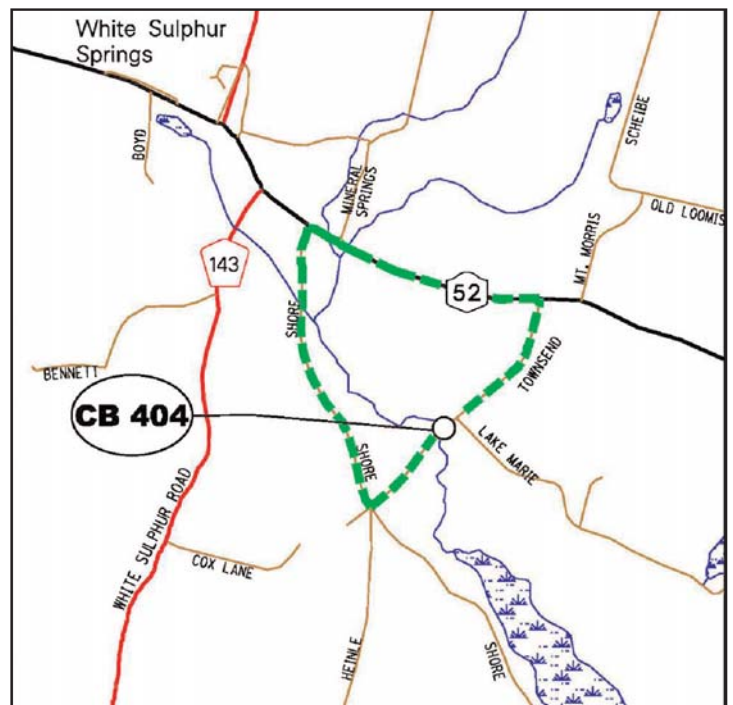 White Sulphur
Springs
BOYD
MINERAL
SPRINGS
SCHEIBE
OLD LOOMIS
MT. MORRIS
143
52
SHORE
BENNETT
TOWNSEND
CB 404
SHORE
LAKE MARIE
WHITE SULPHUR ROAD
COX LANE
HEINLE
SHORE